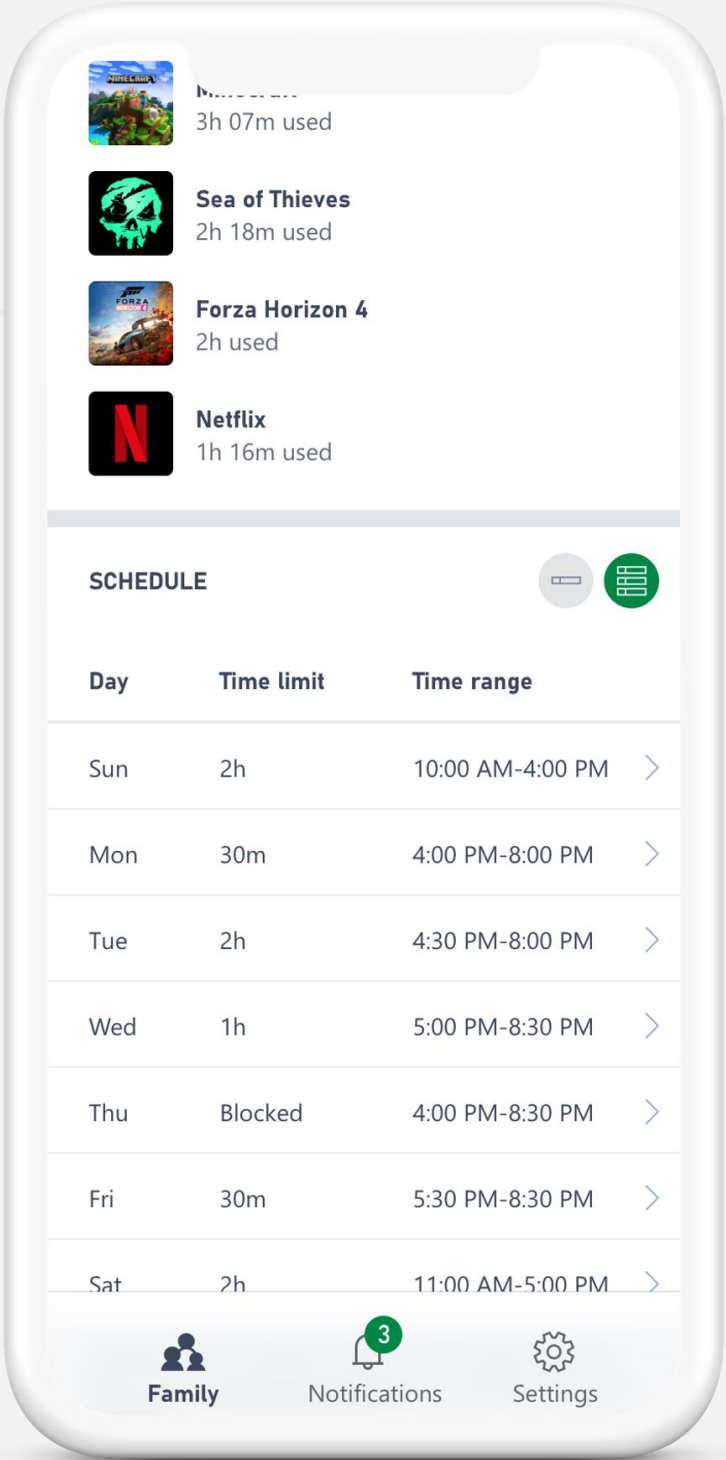 MINECRAFT
3h 07m used
Sea of Thieves
2h 18m used
FORZA
HORIZON 4
Forza Horizon 4
2h used
N
Netflix
1h 16m used
SCHEDULE
Day Time limit Time range
Sun 2h 10:00 AM-4:00 PM
Mon 30m 4:00 PM-8:00 PM
Tue 2h 4:30 PM-8:00 PM
Wed 1h 5:00 PM-8:30 PM
Thu Blocked 4:00 PM-8:30 PM
Fri 30m 5:30 PM-8:30 PM
Sat 2h 11:00 AM-5:00 PM
3
Family Notifications Settings